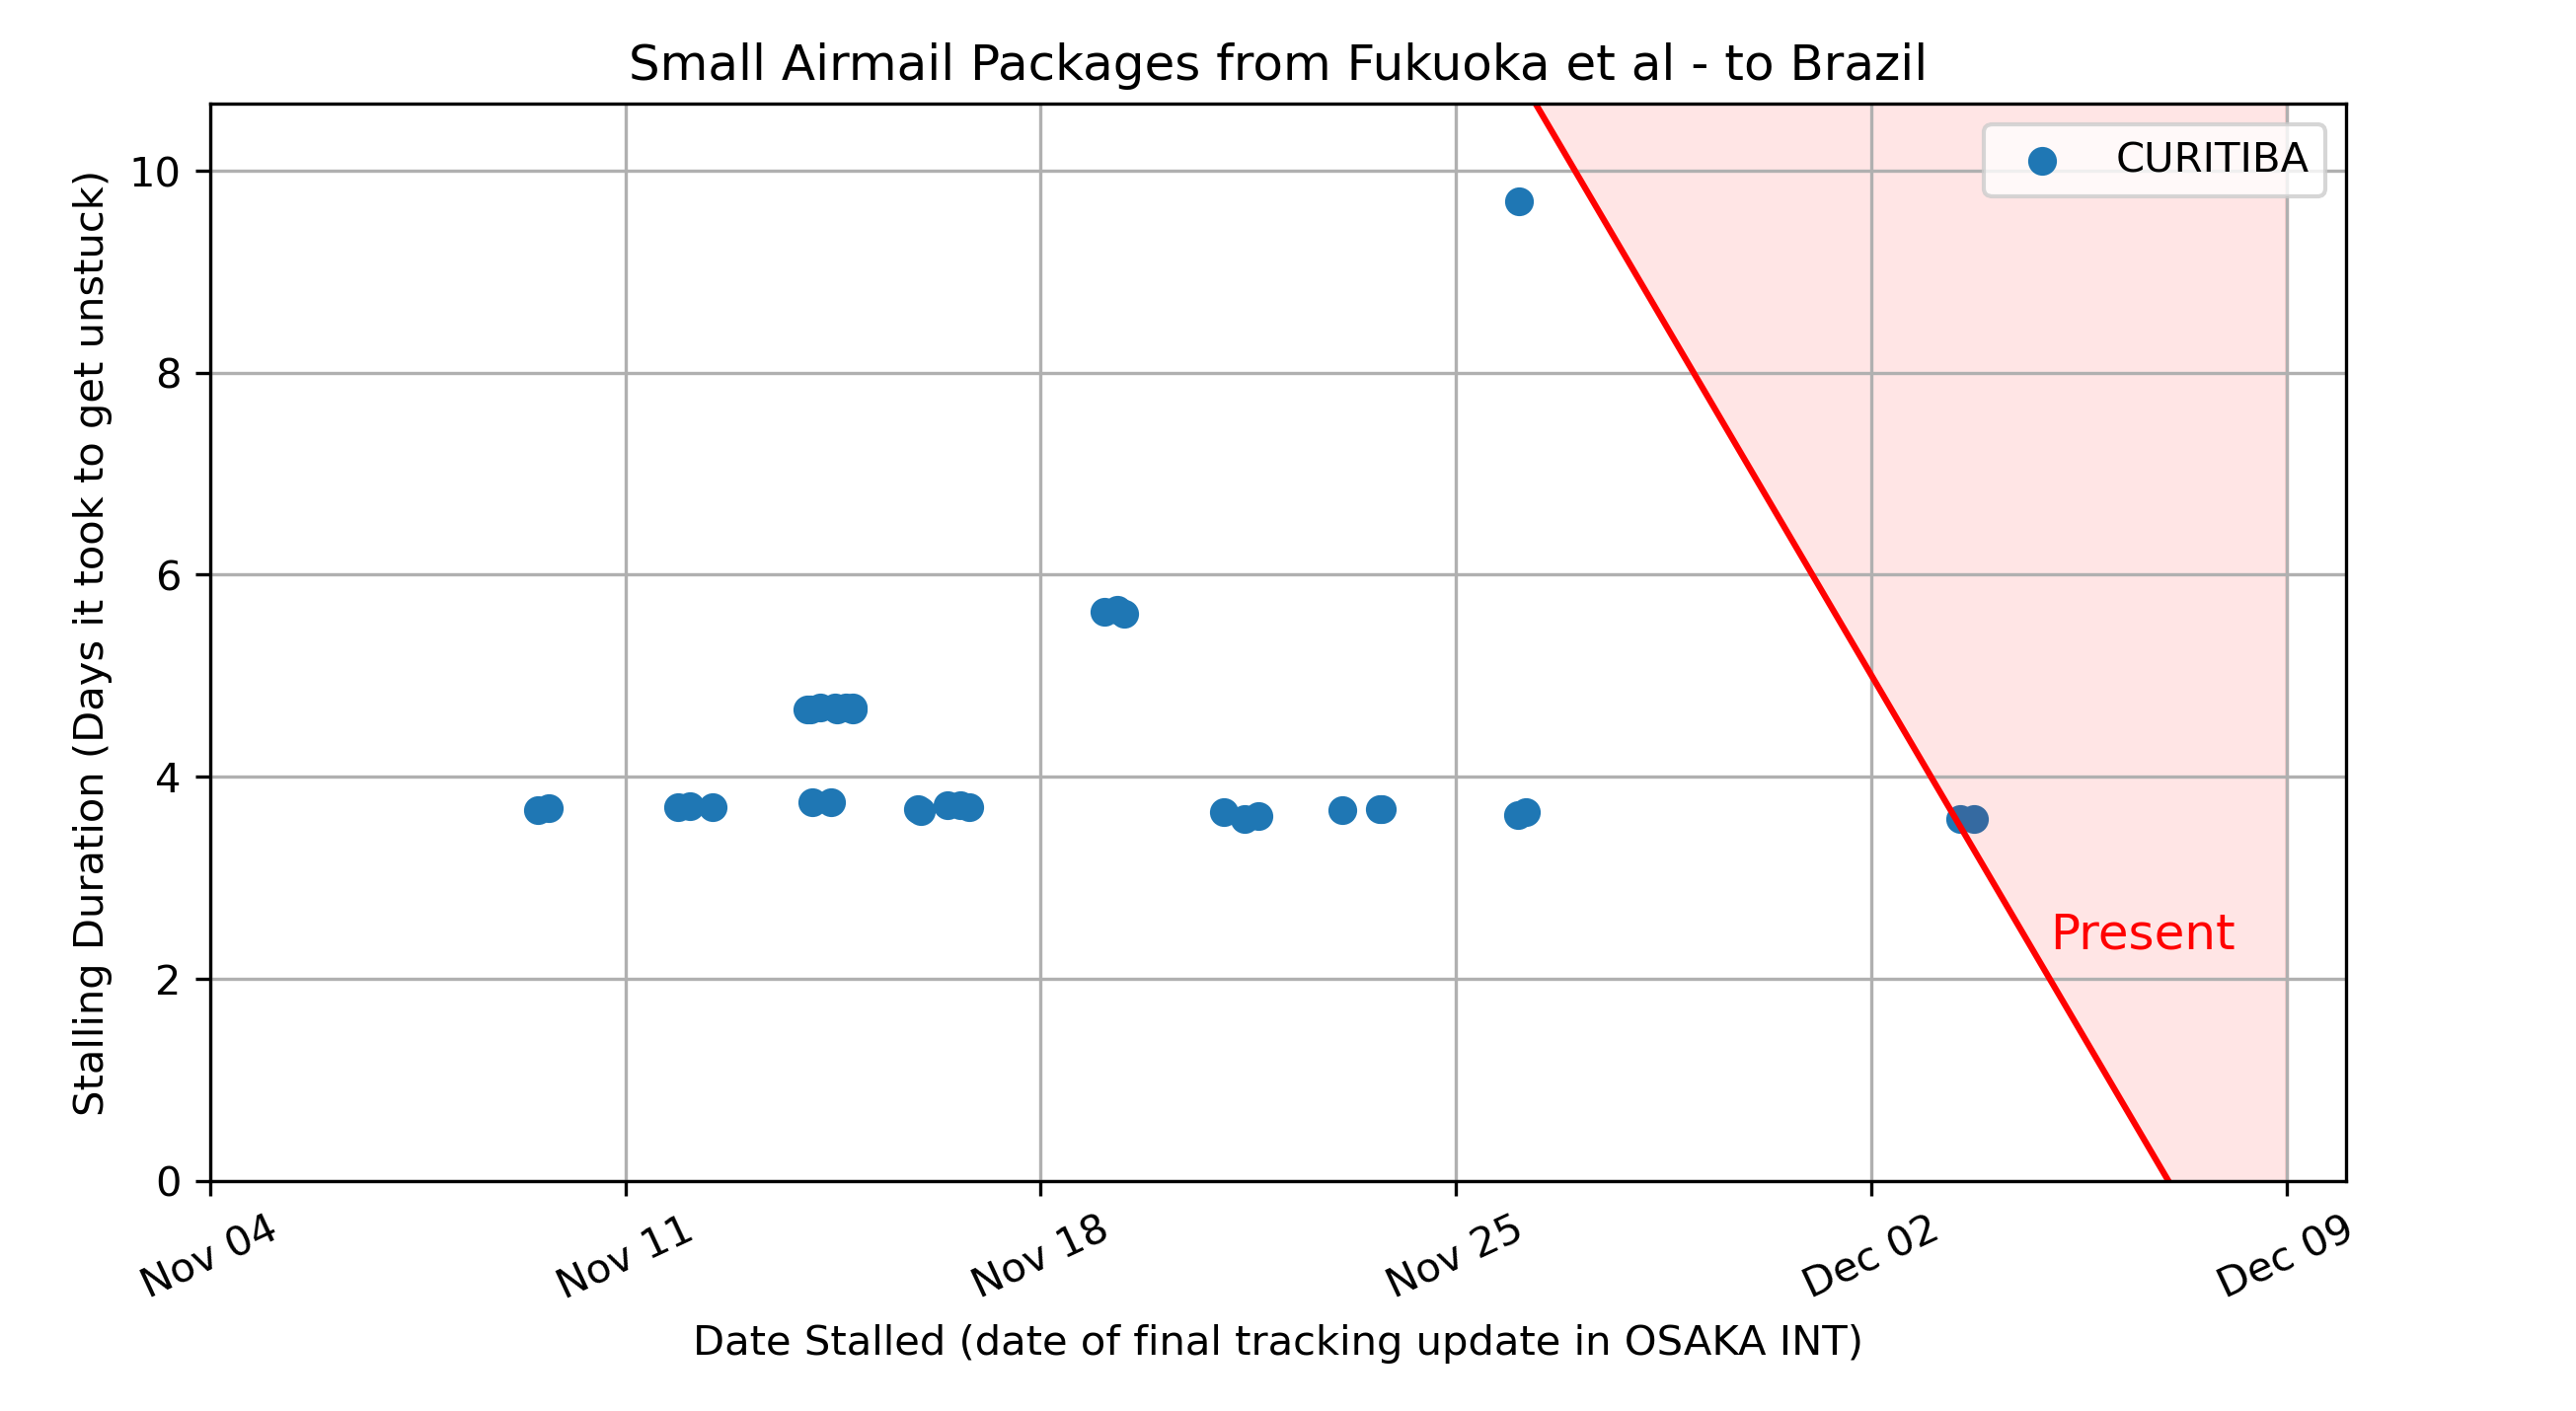 Small Airmail Packages from Fukuoka et al - to Brazil
CURITIBA
10
8
6
4
2
0
Stalling Duration (Days it took to get unstuck)
Present
Nov 04
Nov 11
Nov 18
Nov 25
Dec 02
Dec 09
Date Stalled (date of final tracking update in OSAKA INT)